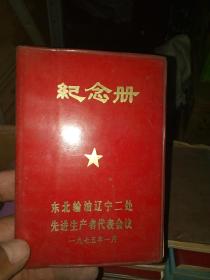 紀念册
东北输油辽宁二处
先进生产者代表会议
一九七五年一月